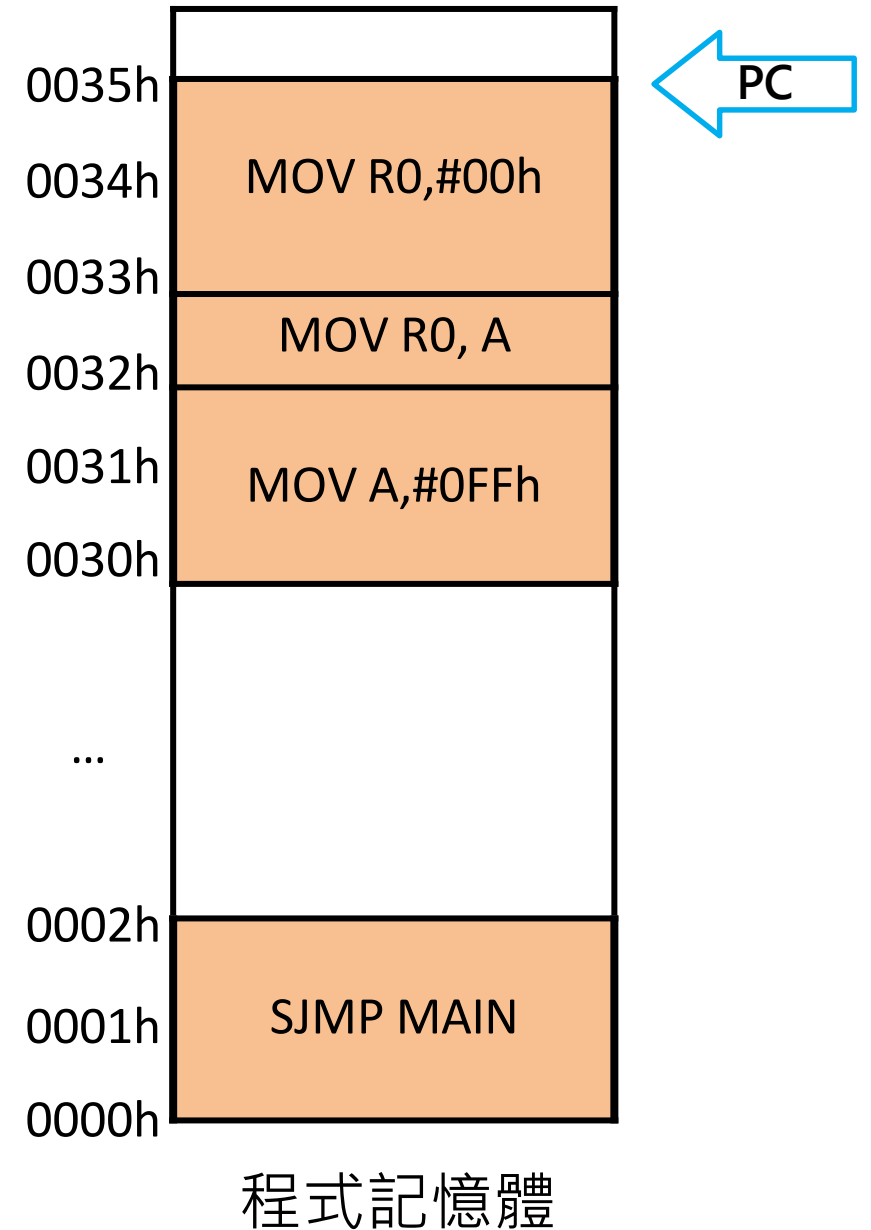 0035h
PC
0034h
MOV R0,#00h
0033h
MOV R0, A
0032h
0031h
MOV A,#0FFh
0030h
...
0002h
0001h
SJMP MAIN
0000h
程式記憶體